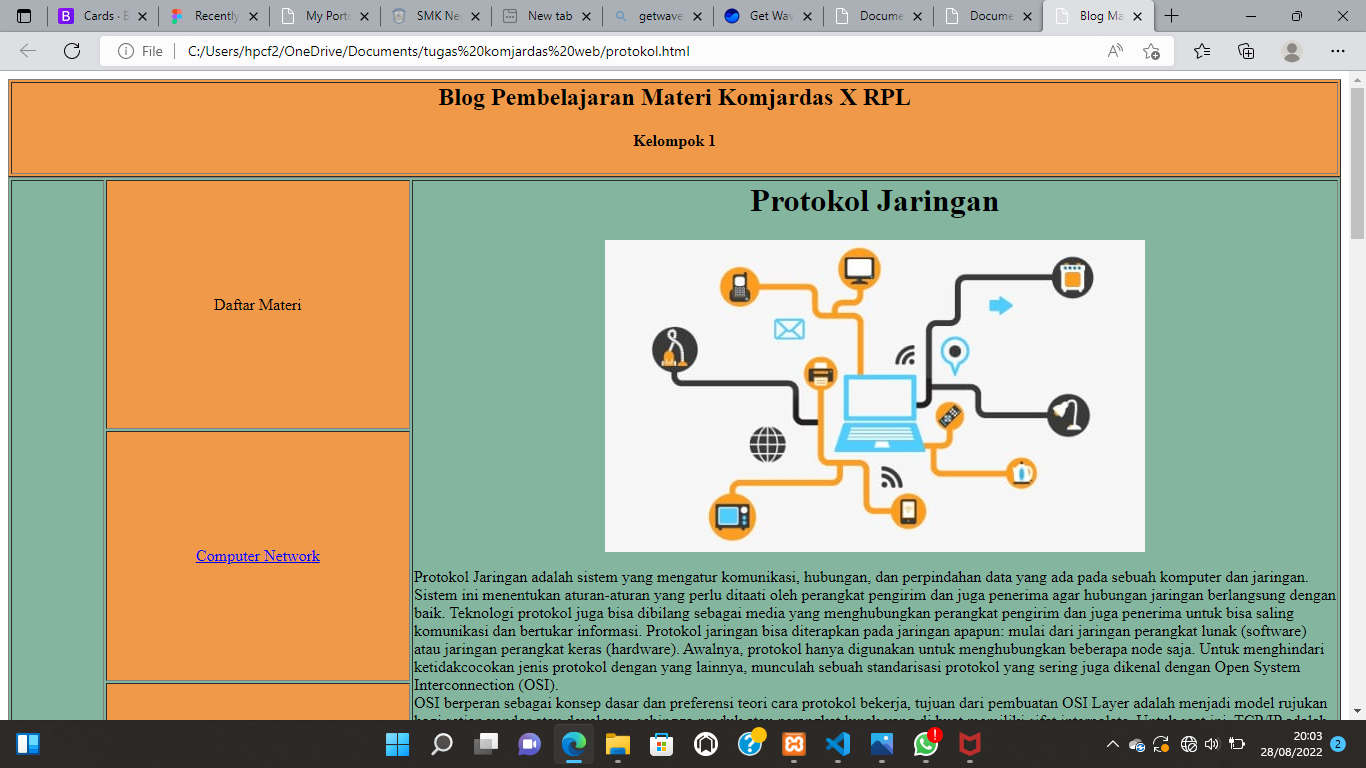 Cards · B
Recently
My Port
SMK Ne
New tab
getwave
Get Wav
Docume
Docume
Blog Ma
File
C:/Users/hpcf2/OneDrive/Documents/tugas%20komjardas%20web/protokol.html
Blog Pembelajaran Materi Komjardas X RPL
Kelompok 1
Daftar Materi
Computer Network
Protokol Jaringan
Protokol Jaringan adalah sistem yang mengatur komunikasi, hubungan, dan perpindahan data yang ada pada sebuah komputer dan jaringan.
Sistem ini menentukan aturan-aturan yang perlu ditaati oleh perangkat pengirim dan juga penerima agar hubungan jaringan berlangsung dengan
baik. Teknologi protokol juga bisa dibilang sebagai media yang menghubungkan perangkat pengirim dan juga penerima untuk bisa saling
komunikasi dan bertukar informasi. Protokol jaringan bisa diterapkan pada jaringan apapun: mulai dari jaringan perangkat lunak (software)
atau jaringan perangkat keras (hardware). Awalnya, protokol hanya digunakan untuk menghubungkan beberapa node saja. Untuk menghindari
ketidakcocokan jenis protokol dengan yang lainnya, munculah sebuah standarisasi protokol yang sering juga dikenal dengan Open System
Interconnection (OSI).
OSI berperan sebagai konsep dasar dan preferensi teori cara protokol bekerja, tujuan dari pembuatan OSI Layer adalah menjadi model rujukan
20:03
28/08/2022
2